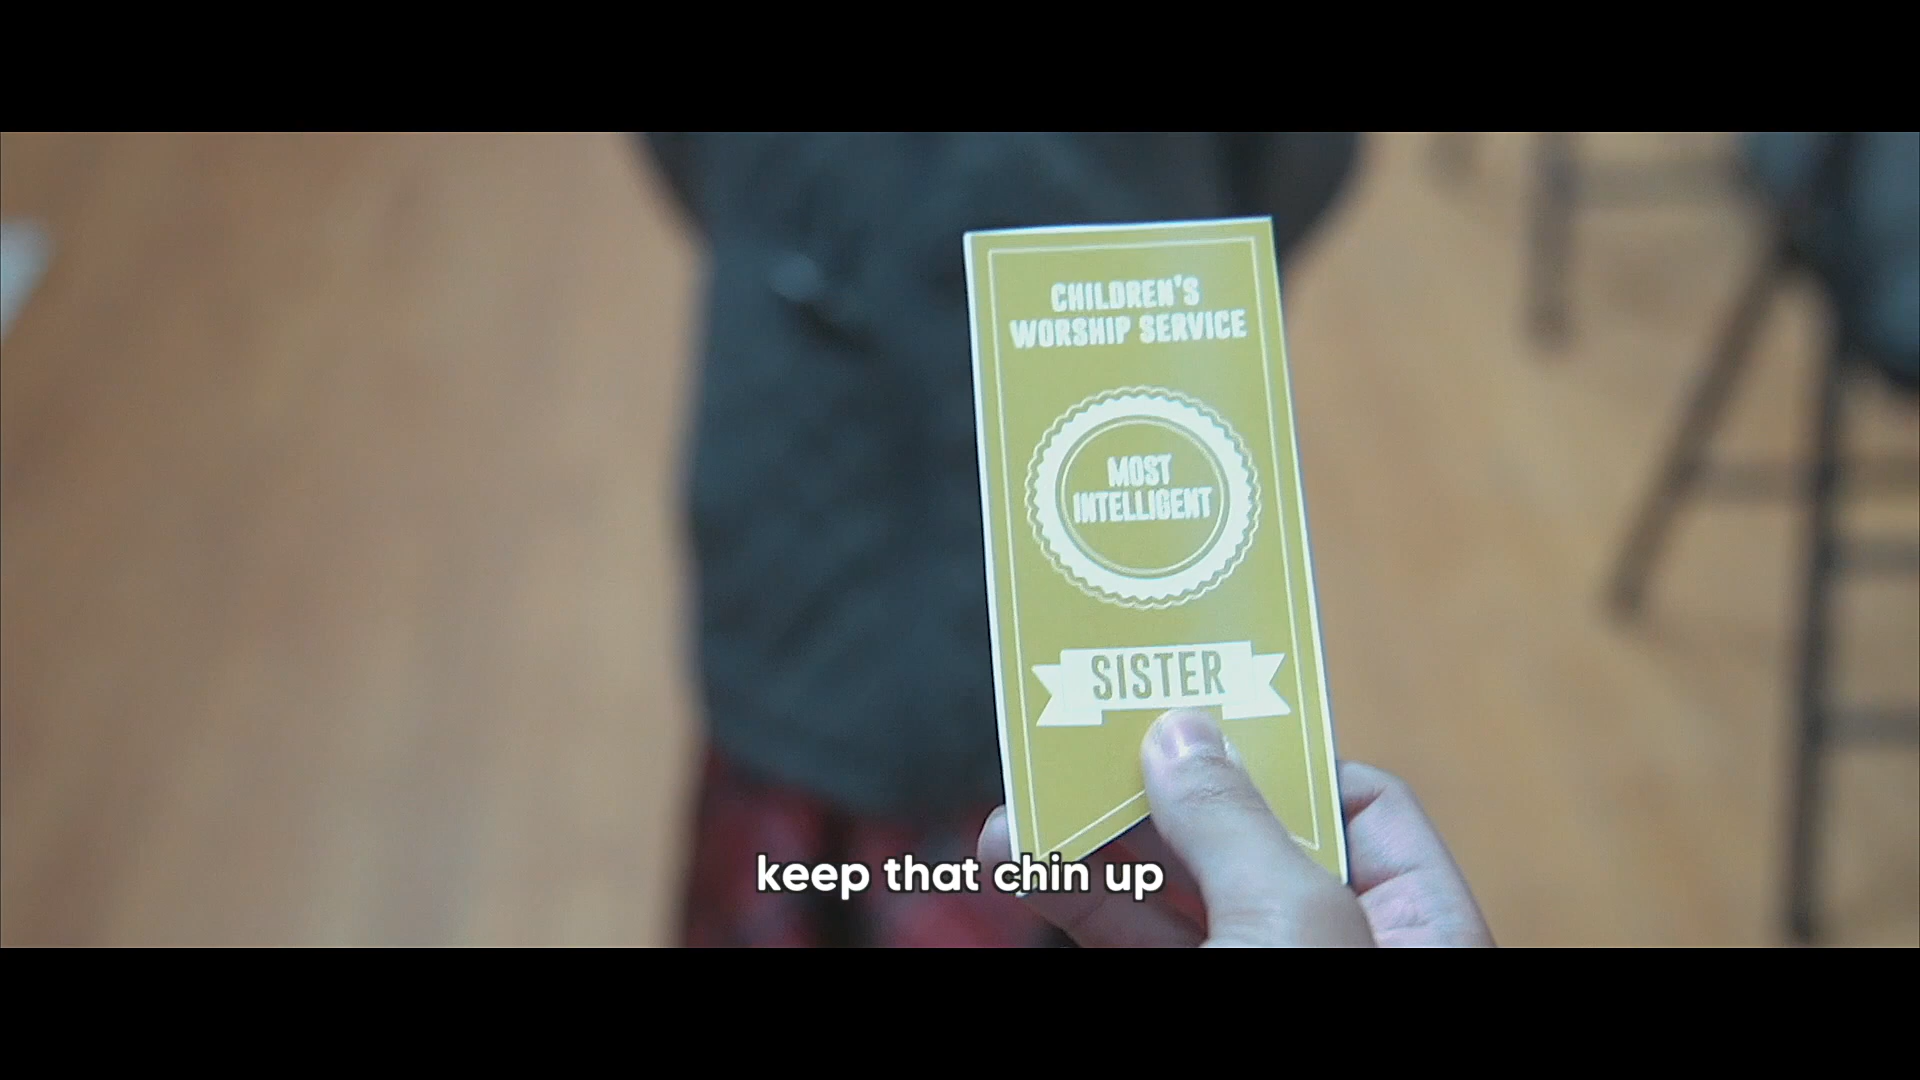 CHILDREN'S
WORSHIP SERVICE
MOST
INTELLIGENT
SISTER
keep that chin up